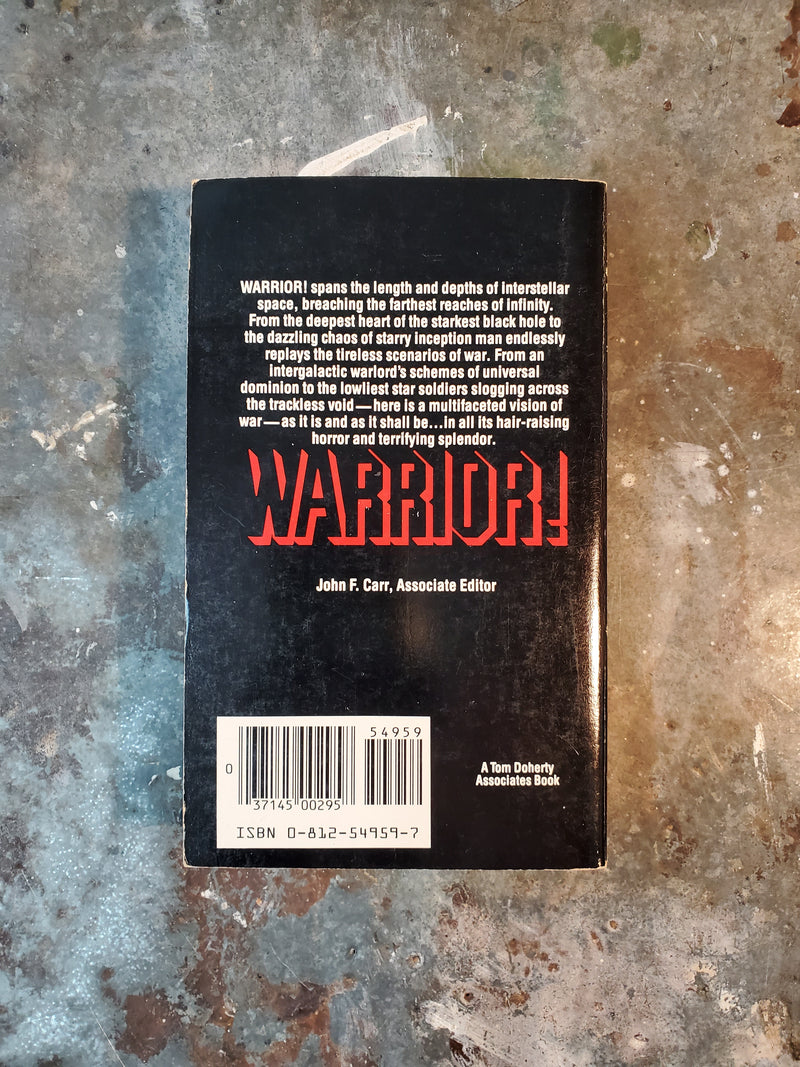 WARRIOR! spans the length and depths of interstellar
space, breaching the farthest reaches of infinity.
From the deepest heart of the starkest black hole to
the dazzling chaos of starry inception man endlessly
replays the tireless scenarios of war. From an
intergalactic warlord's schemes of universal
dominion to the lowliest star soldiers slogging across
the trackless void—here is a multifaceted vision of
war—as it is and as it shall be...in all its hair-raising
horror and terrifying splendor.
WARRIOR!
John F. Carr, Associate Editor
54959
0
37145 00295
ISBN 0-812-54959-7
A Tom Doherty
Associates Book